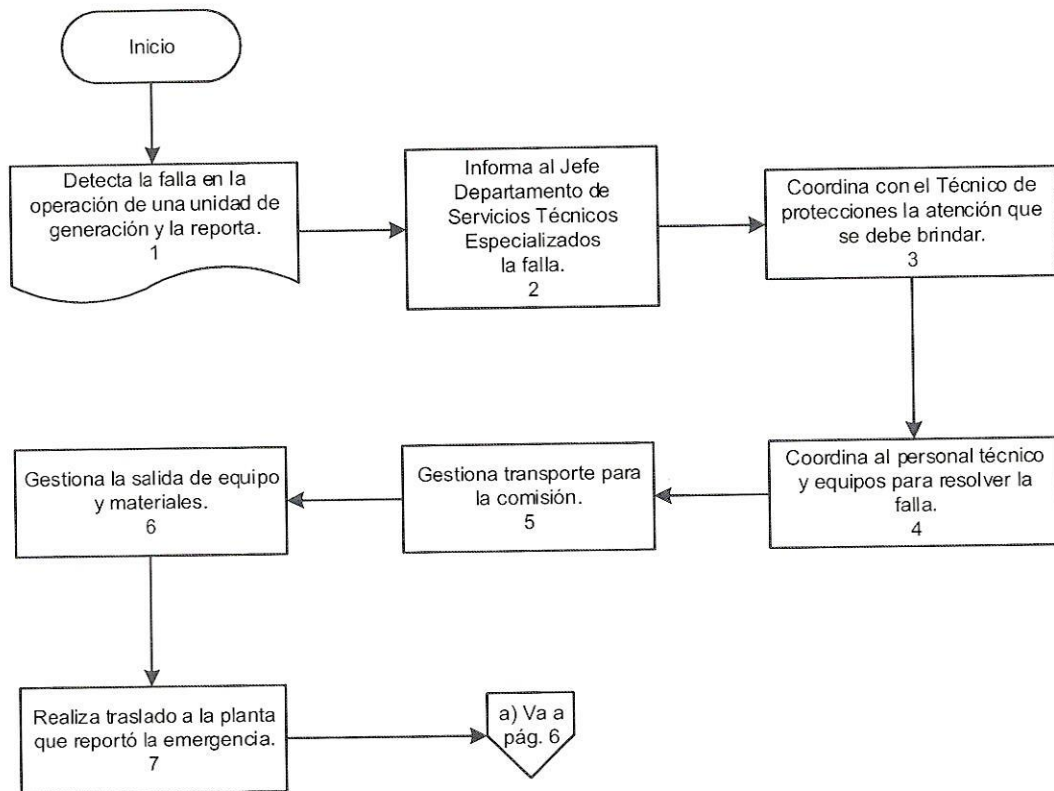 Inicio
Detecta la falla en la
operación de una unidad de
generación y la reporta.
1
Informa al Jefe
Departamento de
Servicios Técnicos
Especializados
la falla.
2
Coordina con el Técnico de
protecciones la atención que
se debe brindar.
3
Coordina al personal técnico
y equipos para resolver la
falla.
4
Gestiona transporte para
la comisión.
5
Gestiona la salida de equipo
y materiales.
6
Realiza traslado a la planta
que reportó la emergencia.
7
a) Va a
pág. 6